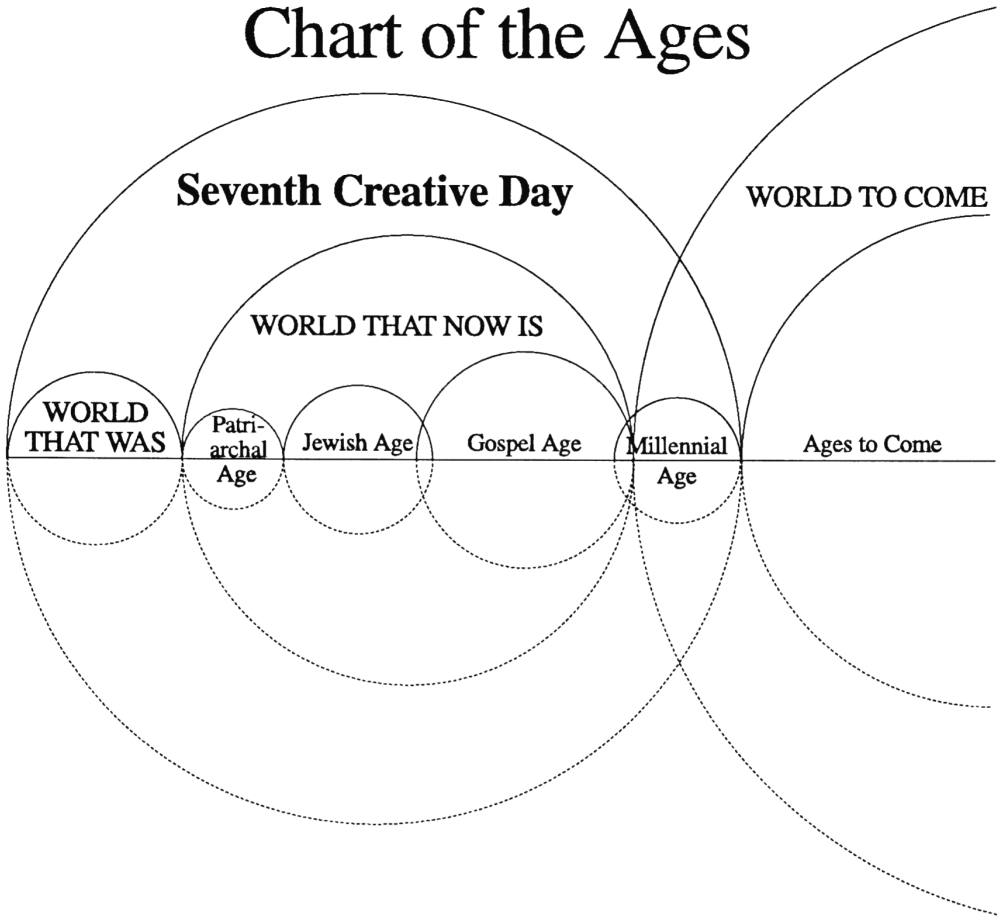 Chart of the Ages
Seventh Creative Day
WORLD TO COME
WORLD THAT NOW IS
WORLD
THAT WAS
Patri-
archal
Age
Jewish Age
Gospel Age
Millennial
Age
Ages to Come